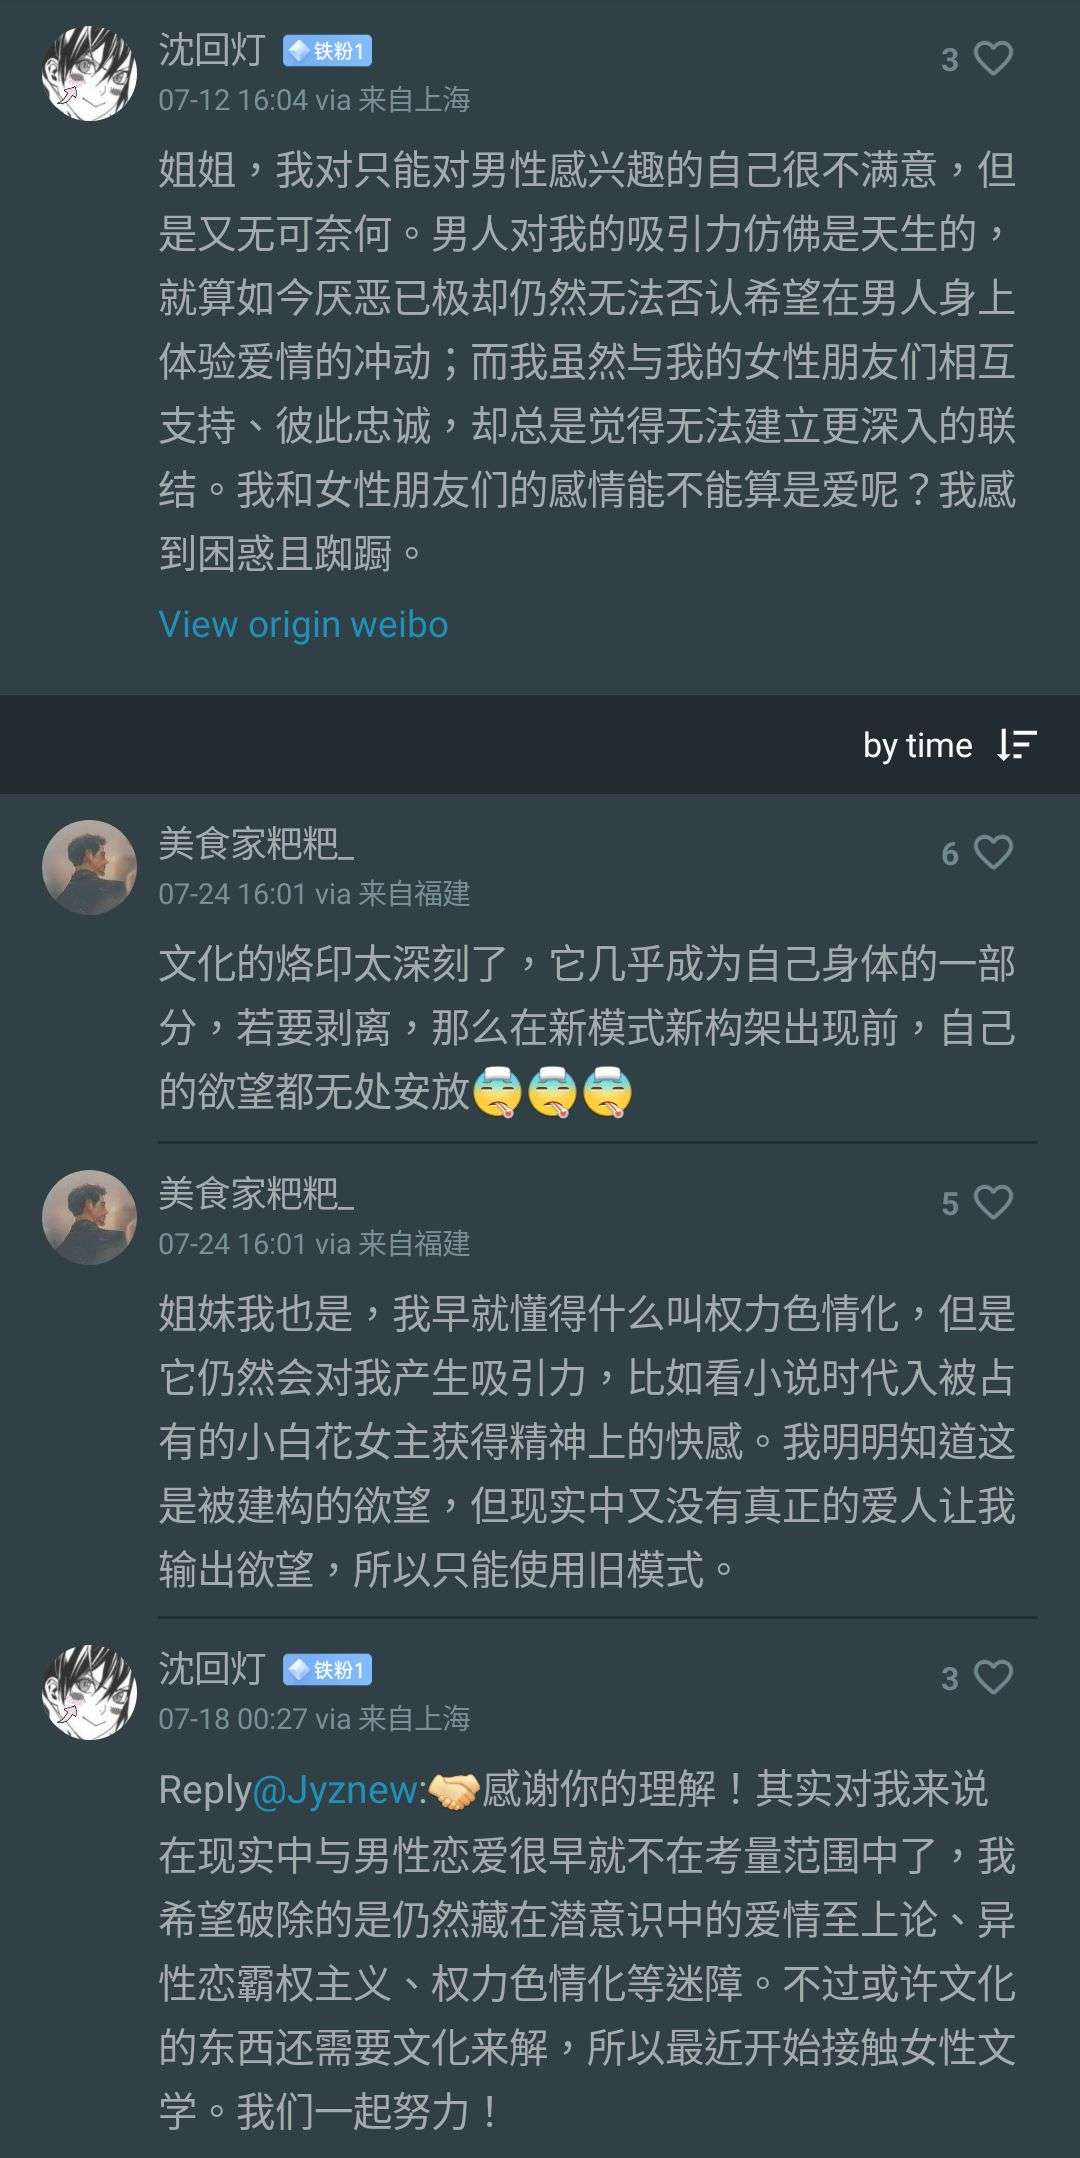 沈回灯 铁粉1 3
07-12 16:04 via 来自上海
姐姐，我对只能对男性感兴趣的自己很不满意，但
是又无可奈何。男人对我的吸引力仿佛是天生的，
就算如今厌恶已极却仍然无法否认希望在男人身上
体验爱情的冲动；而我虽然与我的女性朋友们相互
支持、彼此忠诚，却总是觉得无法建立更深入的联
结。我和女性朋友们的感情能不能算是爱呢？我感
到困惑且踟蹰。
View origin weibo
by time
美食家粑粑_ 6
07-24 16:01 via 来自福建
文化的烙印太深刻了，它几乎成为自己身体的一部
分，若要剥离，那么在新模式新构架出现前，自己
的欲望都无处安放🤒🤒🤒
美食家粑粑_ 5
07-24 16:01 via 来自福建
姐妹我也是，我早就懂得什么叫权力色情化，但是
它仍然会对我产生吸引力，比如看小说时代入被占
有的小白花女主获得精神上的快感。我明明知道这
是被建构的欲望，但现实中又没有真正的爱人让我
输出欲望，所以只能使用旧模式。
沈回灯 铁粉1 3
07-18 00:27 via 来自上海
Reply@Jyznew:🤝感谢你的理解！其实对我来说
在现实中与男性恋爱很早就不在考量范围中了，我
希望破除的是仍然藏在潜意识中的爱情至上论、异
性恋霸权主义、权力色情化等迷障。不过或许文化
的东西还需要文化来解，所以最近开始接触女性文
学。我们一起努力！